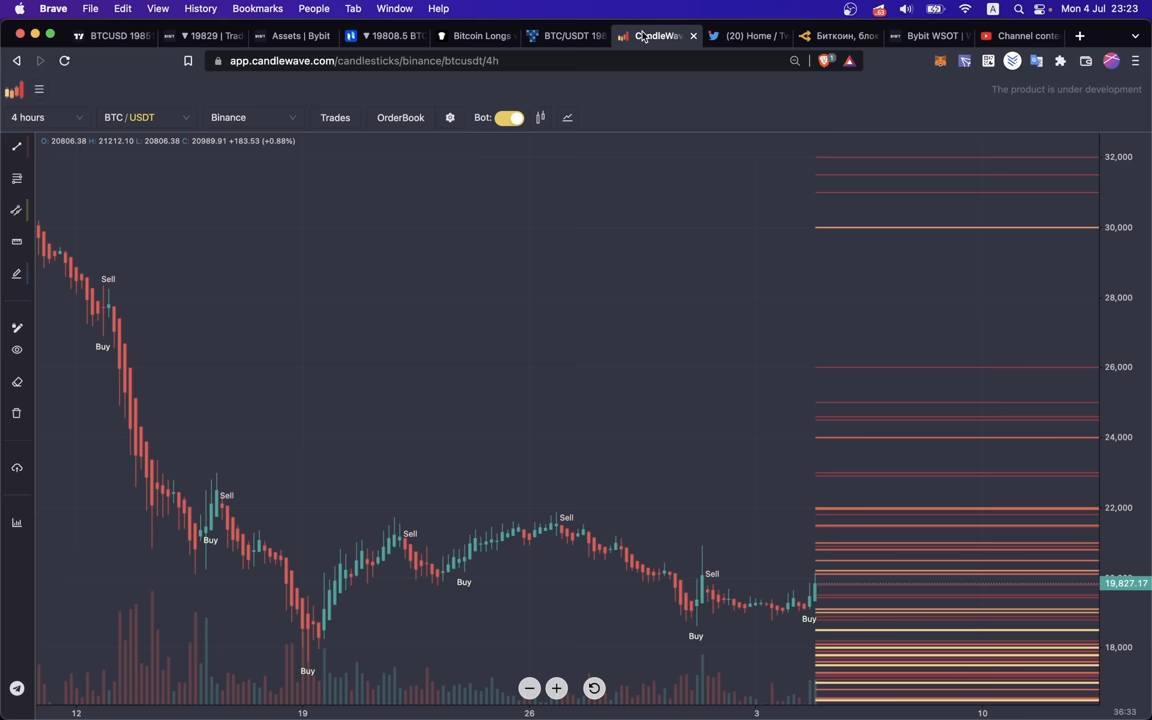 Brave File Edit View History Bookmarks People Tab Window Help 63 A Mon 4 Jul 23:23
BTCUSD 1985 ▼ 19829 | Trad Assets | Bybit ▼ 19808.5 BTC Bitcoin Longs BTC/USDT 198 CandleWav (20) Home / Tw Биткоин, блок Bybit WSOT | V Channel conte
app.candlewave.com/candlesticks/binance/btcusdt/4h 1
The product is under development
4 hours BTC / USDT Binance Trades OrderBook Bot:
O: 20806.38 H: 21212.10 L: 20806.38 C: 20989.91 +183.53 (+0.88%)
32,000
30,000
Sell
28,000
Buy
26,000
24,000
Sell
22,000
Sell
Sell
Buy
Sell
Buy
19,827.17
Buy
Buy
18,000
Buy
12 19 26 3 10 36:33